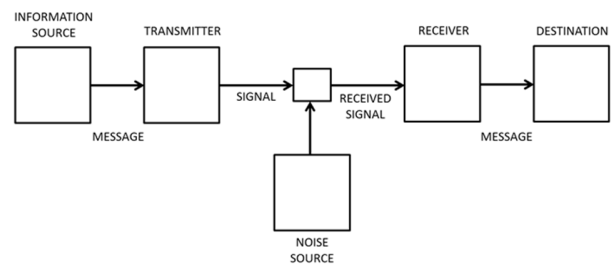 INFORMATION
SOURCE
TRANSMITTER
RECEIVER
DESTINATION
SIGNAL
RECEIVED
SIGNAL
MESSAGE
MESSAGE
NOISE
SOURCE